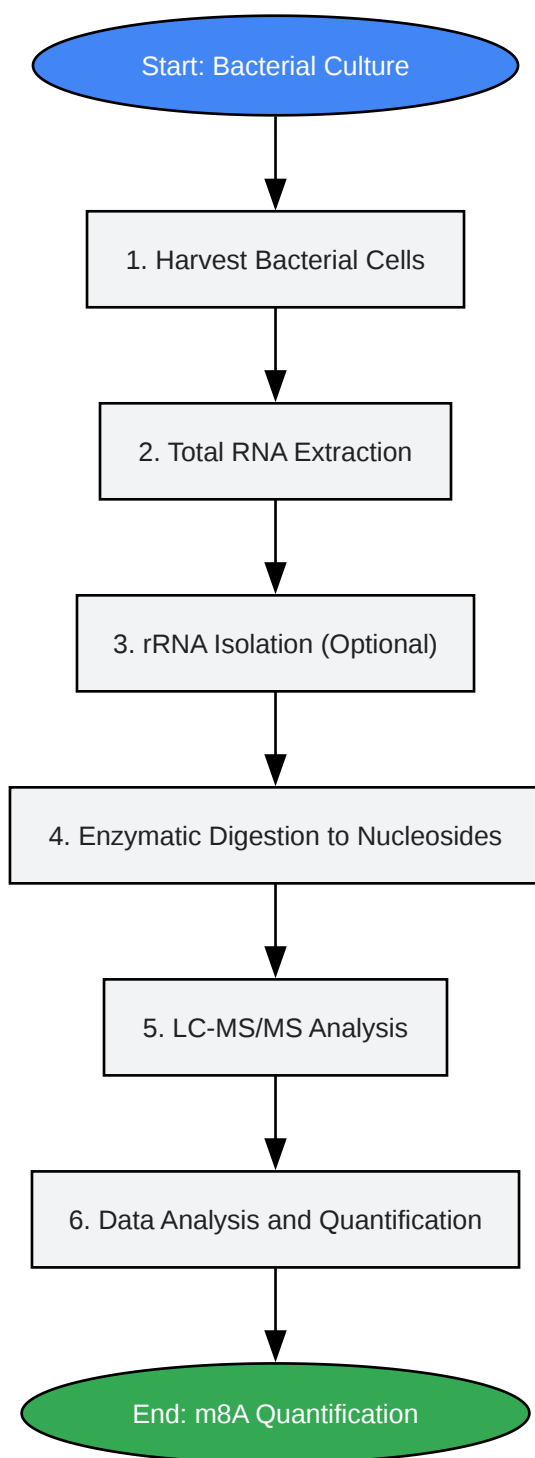 Start: Bacterial Culture
1. Harvest Bacterial Cells
2. Total RNA Extraction
3. rRNA Isolation (Optional)
4. Enzymatic Digestion to Nucleosides
5. LC-MS/MS Analysis
6. Data Analysis and Quantification
End: m8A Quantification